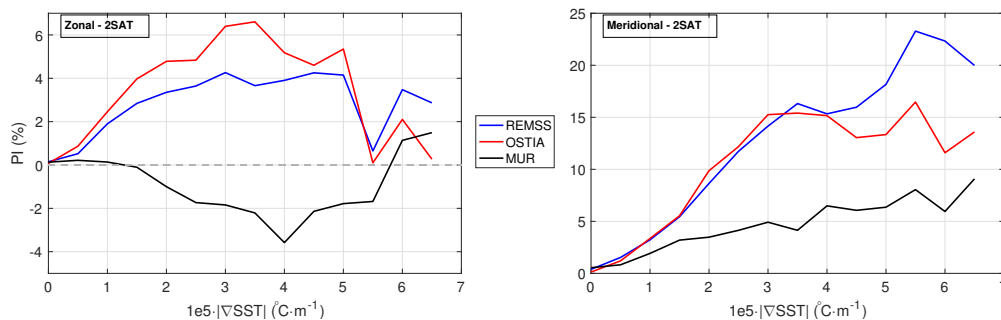 Zonal - 2SAT
PI (%)
6
4
2
0
-2
-4
0 1 2 3 4 5 6 7
1e5·|∇SST| (°C·m⁻¹)
REMSS
OSTIA
MUR
Meridional - 2SAT
25
20
15
10
5
0
0 1 2 3 4 5 6 7
1e5·|∇SST| (°C·m⁻¹)